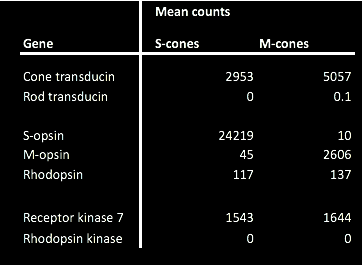 Mean counts
Gene S-cones M-cones
Cone transducin 2953 5057
Rod transducin 0 0.1
S-opsin 24219 10
M-opsin 45 2606
Rhodopsin 117 137
Receptor kinase 7 1543 1644
Rhodopsin kinase 0 0